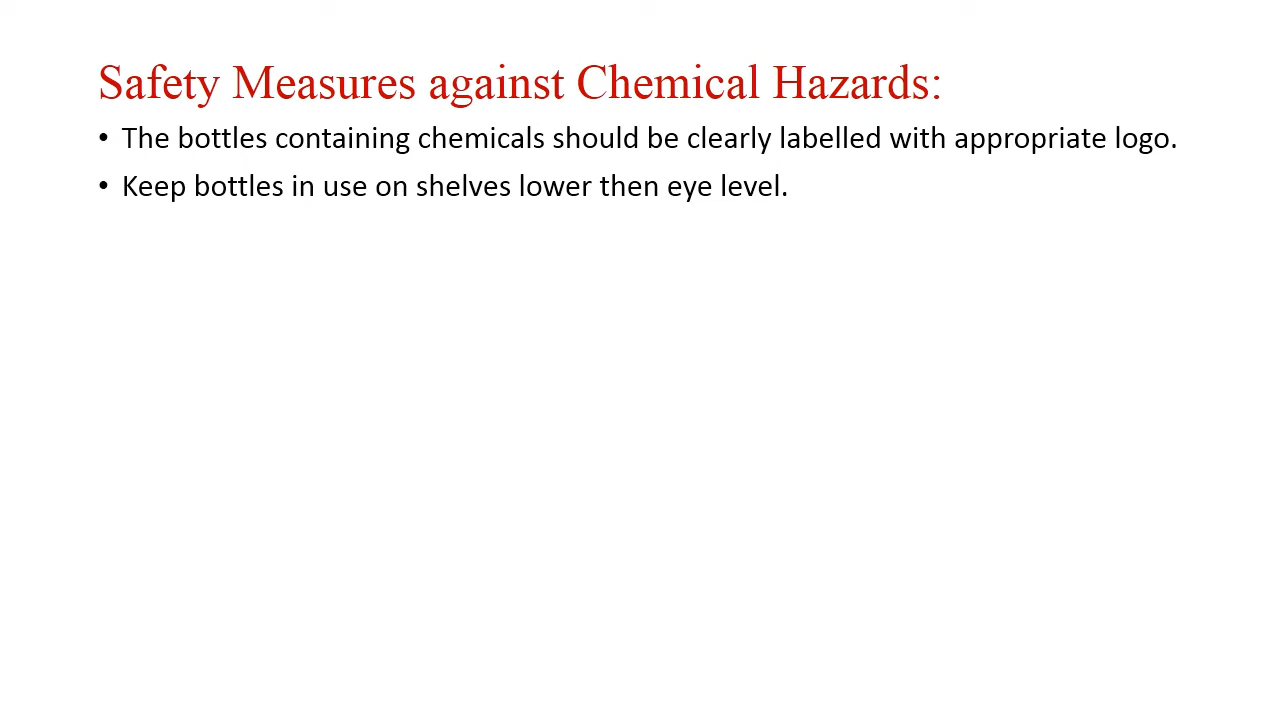 Safety Measures against Chemical Hazards:
• The bottles containing chemicals should be clearly labelled with appropriate logo.
• Keep bottles in use on shelves lower then eye level.